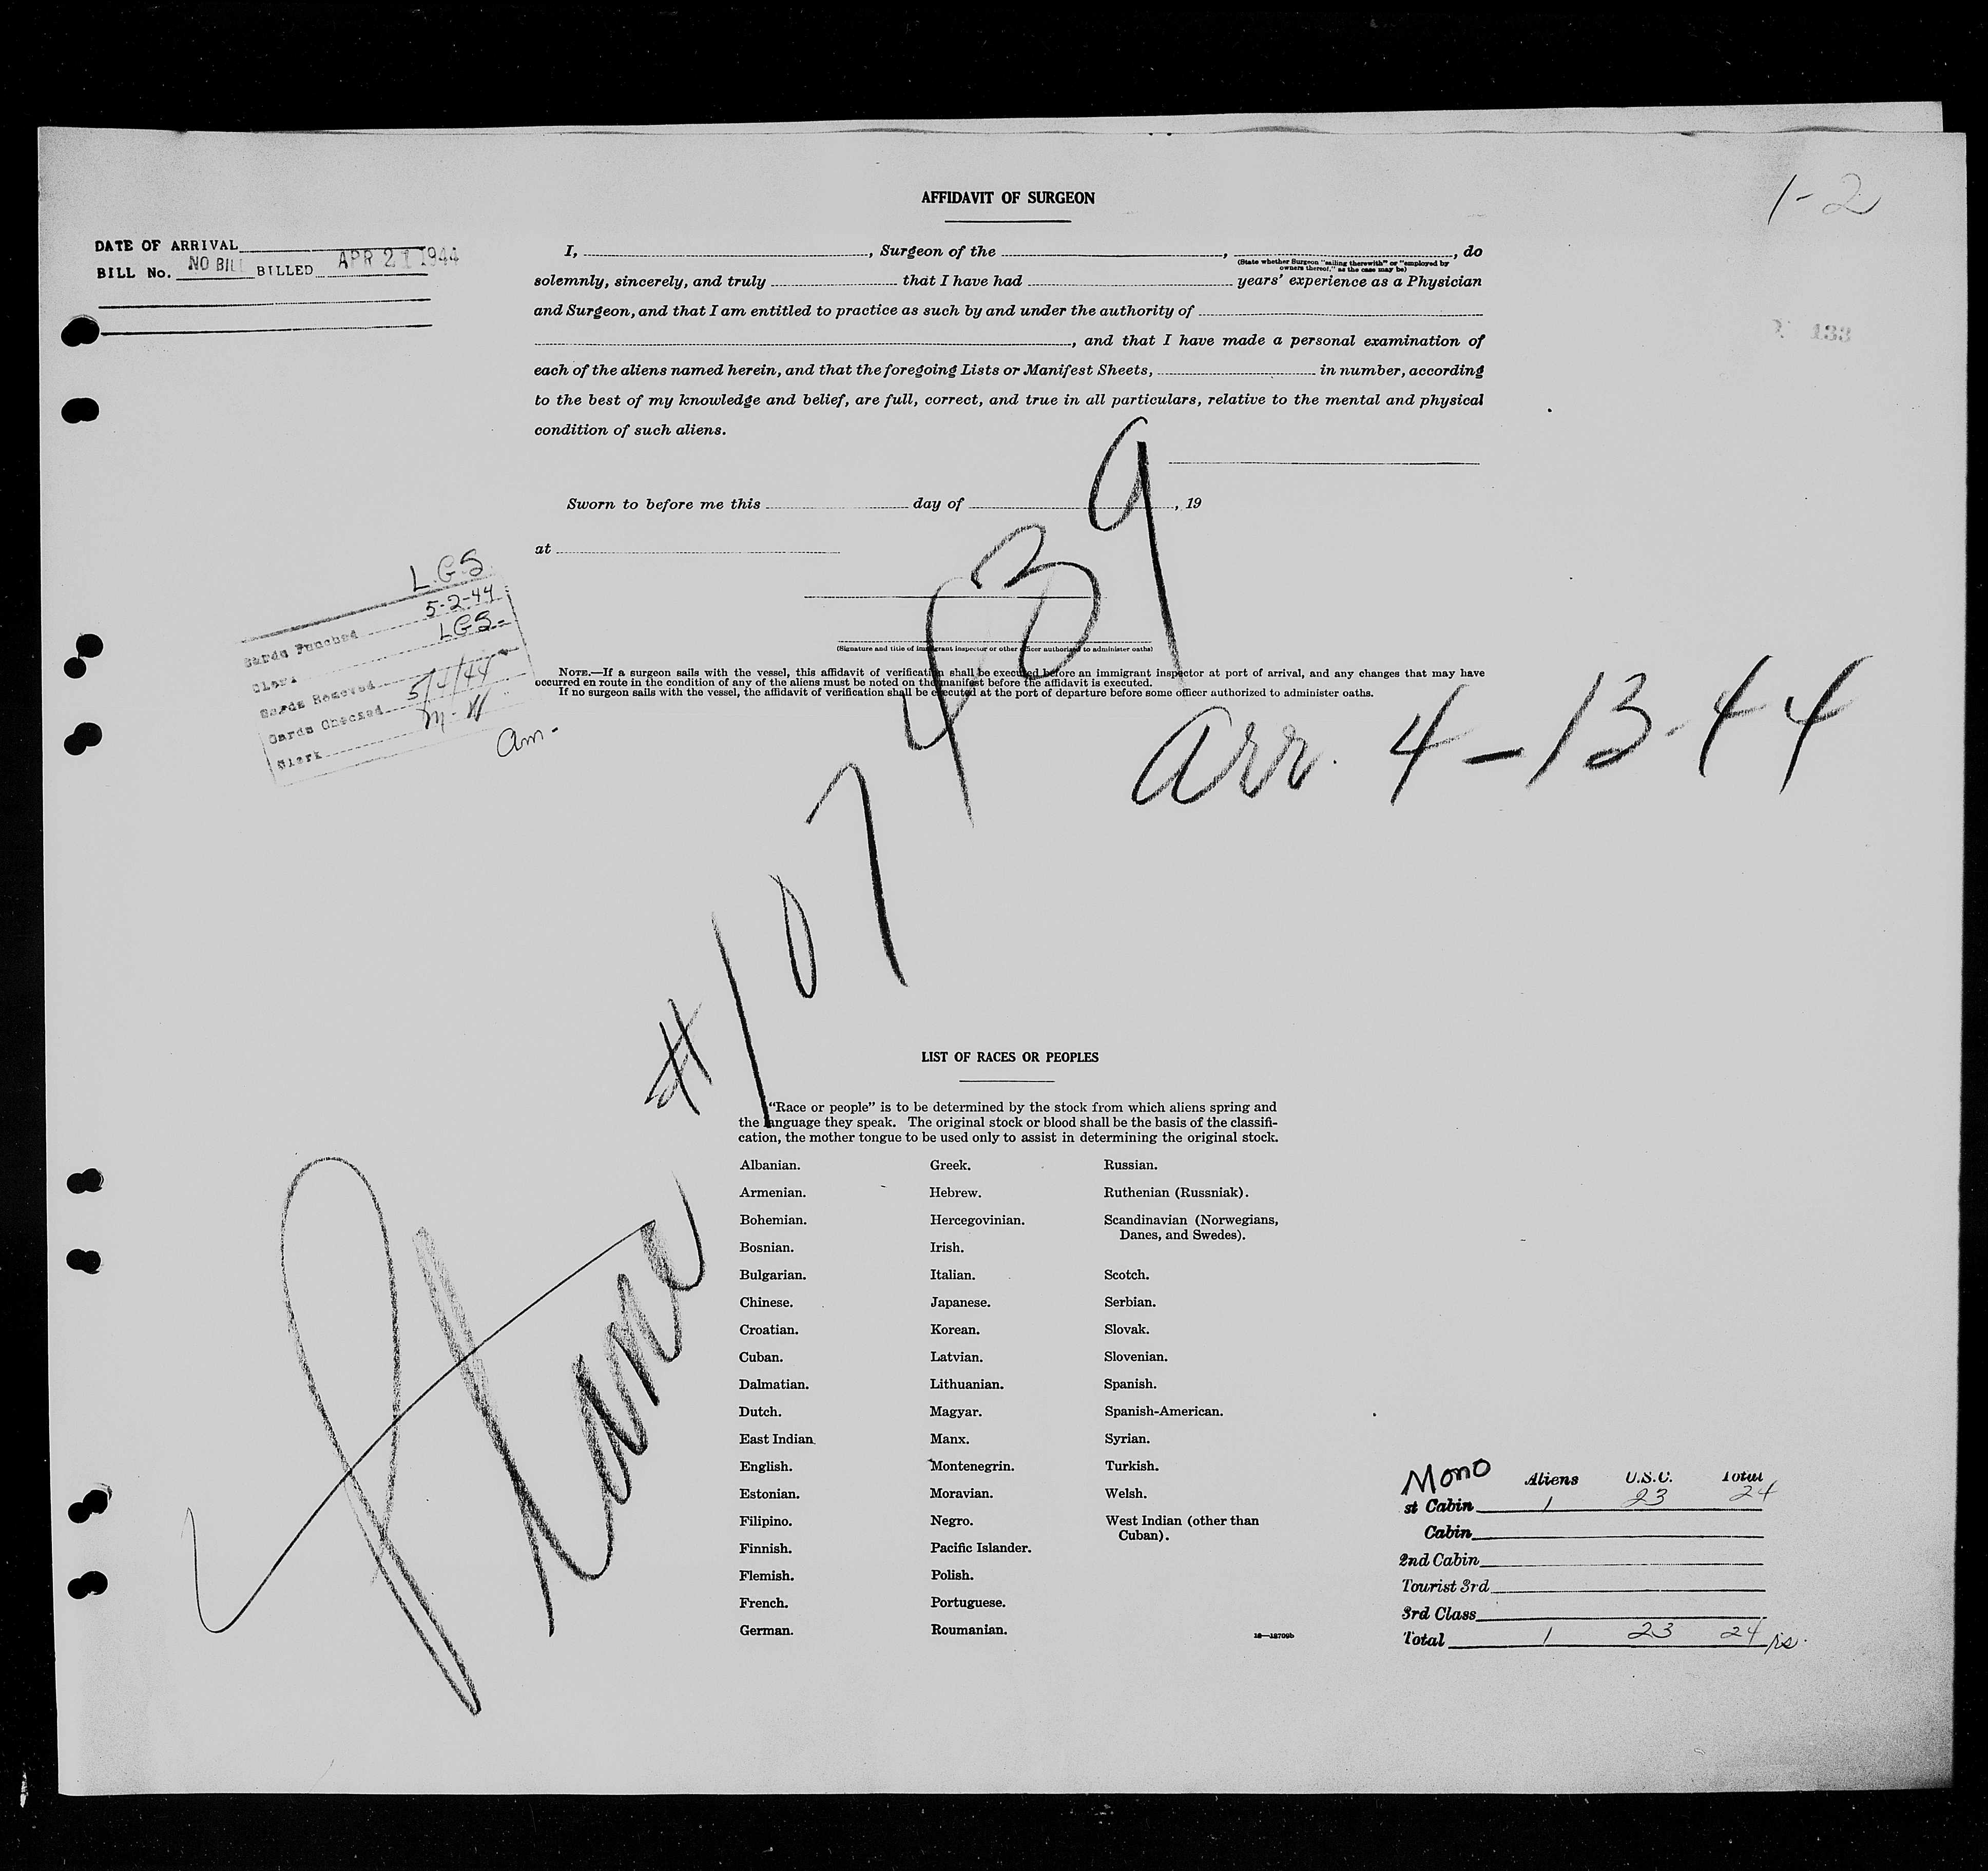 1-2
AFFIDAVIT OF SURGEON
DATE OF ARRIVAL
BILL No. NO BILL BILLED APR 21 1944
I, , Surgeon of the , , do
(State whether Surgeon "sailing therewith" or "employed by
owners thereof," as the case may be)
solemnly, sincerely, and truly that I have had years' experience as a Physician
and Surgeon, and that I am entitled to practice as such by and under the authority of
, and that I have made a personal examination of
133
each of the aliens named herein, and that the foregoing Lists or Manifest Sheets, in number, according
to the best of my knowledge and belief, are full, correct, and true in all particulars, relative to the mental and physical
condition of such aliens.
Sworn to before me this day of , 19
at
(Signature and title of immigrant inspector or other officer authorized to administer oaths)
NOTE.—If a surgeon sails with the vessel, this affidavit of verification shall be executed before an immigrant inspector at port of arrival, and any changes that may have
occurred en route in the condition of any of the aliens must be noted on the manifest before the affidavit is executed.
If no surgeon sails with the vessel, the affidavit of verification shall be executed at the port of departure before some officer authorized to administer oaths.
L.G.S.
Cards Punched 5-2-44
Clerk LGS
Cards Removed
Cards Checked
Clerk M-H
am-
arr. 4-13-44
Plane #107439
LIST OF RACES OR PEOPLES
"Race or people" is to be determined by the stock from which aliens spring and
the language they speak. The original stock or blood shall be the basis of the classifi-
cation, the mother tongue to be used only to assist in determining the original stock.
Albanian.
Armenian.
Bohemian.
Bosnian.
Bulgarian.
Chinese.
Croatian.
Cuban.
Dalmatian.
Dutch.
East Indian.
English.
Estonian.
Filipino.
Finnish.
Flemish.
French.
German.
Greek.
Hebrew.
Hercegovinian.
Irish.
Italian.
Japanese.
Korean.
Latvian.
Lithuanian.
Magyar.
Manx.
Montenegrin.
Moravian.
Negro.
Pacific Islander.
Polish.
Portuguese.
Roumanian.
Russian.
Ruthenian (Russniak).
Scandinavian (Norwegians,
Danes, and Swedes).
Scotch.
Serbian.
Slovak.
Slovenian.
Spanish.
Spanish-American.
Syrian.
Turkish.
Welsh.
West Indian (other than
Cuban).
Mono Aliens U.S.C. Total
st Cabin 1 23 24
Cabin
2nd Cabin
Tourist 3rd
3rd Class
Total 1 23 24